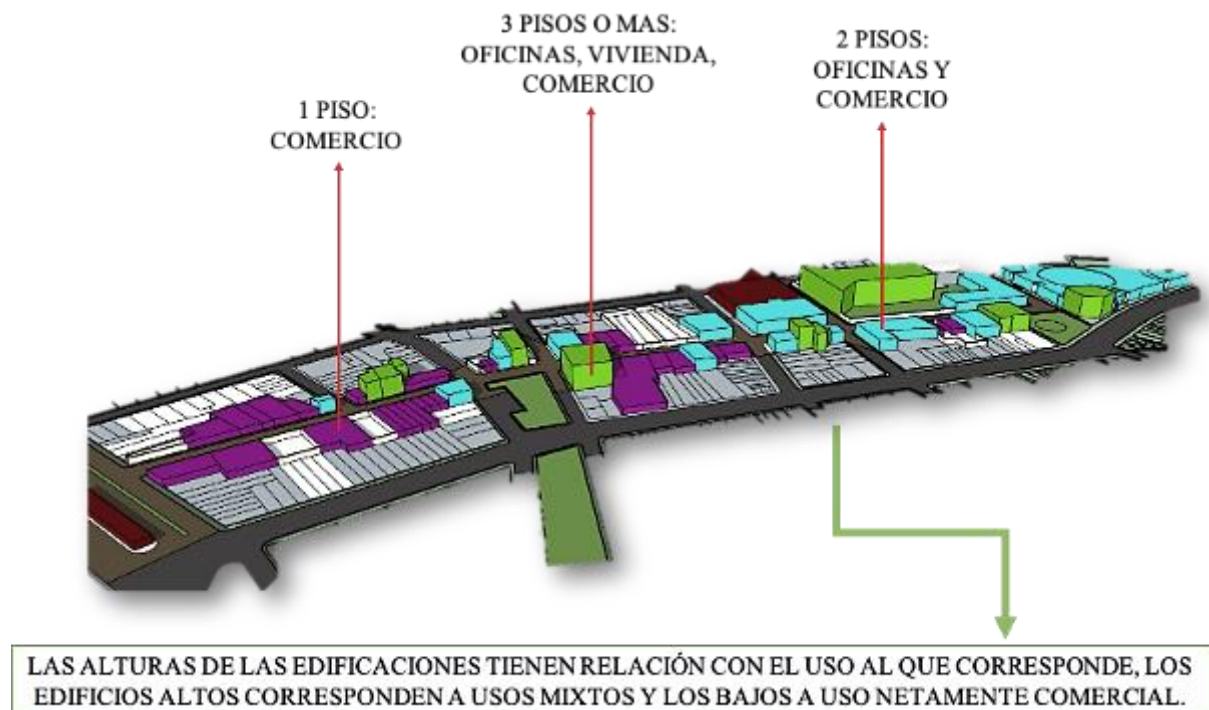 3 PISOS O MAS:
OFICINAS, VIVIENDA,
COMERCIO
2 PISOS:
OFICINAS Y
COMERCIO
1 PISO:
COMERCIO
LAS ALTURAS DE LAS EDIFICACIONES TIENEN RELACIÓN CON EL USO AL QUE CORRESPONDE, LOS
EDIFICIOS ALTOS CORRESPONDEN A USOS MIXTOS Y LOS BAJOS A USO NETAMENTE COMERCIAL.